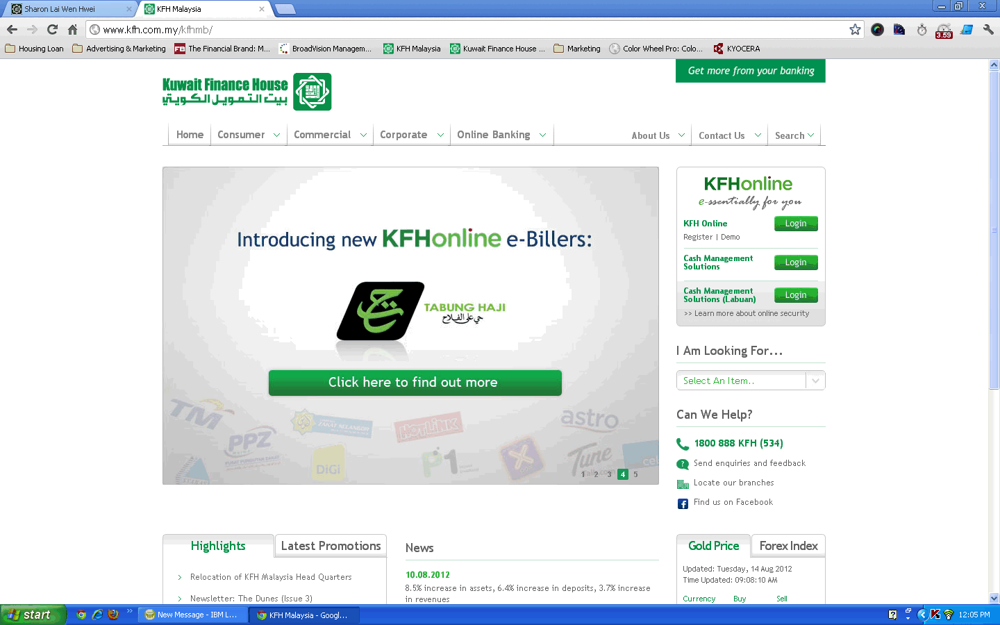 Sharon Lai Wen Hwei
KFH Malaysia
www.kfh.com.my/kfhmb/
3.59
Housing Loan
Advertising & Marketing
The Financial Brand: M...
BroadVision Managem...
KFH Malaysia
Kuwait Finance House ...
Marketing
Color Wheel Pro: Colo...
KYOCERA
Get more from your banking
Kuwait Finance House
بيت التمويل الكويتي
Home
Consumer
Commercial
Corporate
Online Banking
About Us
Contact Us
Search
Introducing new KFHonline e-Billers:
TABUNG HAJI
حي على الفلاح
Click here to find out more
TM
PPZ
PUSAT PUNGUTAN ZAKAT
ZAKAT SELANGOR
HOTLINK
astro
DiGi
P1
Tune
Talk.com
cel
1 2 3 4 5
KFHonline
e-ssentially for you
KFH Online
Login
Register | Demo
Cash Management
Solutions
Login
Cash Management
Solutions (Labuan)
Login
>> Learn more about online security
I Am Looking For...
Select An Item..
Can We Help?
1800 888 KFH (534)
Send enquiries and feedback
Locate our branches
Find us on Facebook
Highlights
Latest Promotions
Relocation of KFH Malaysia Head Quarters
Newsletter: The Dunes (Issue 3)
News
10.08.2012
8.5% increase in assets, 6.4% increase in deposits, 3.7% increase
in revenues
Gold Price
Forex Index
Updated: Tuesday, 14 Aug 2012
Time Updated: 09:08:10 AM
Currency Buy Sell
start
New Message - IBM L...
KFH Malaysia - Googl...
12:05 PM